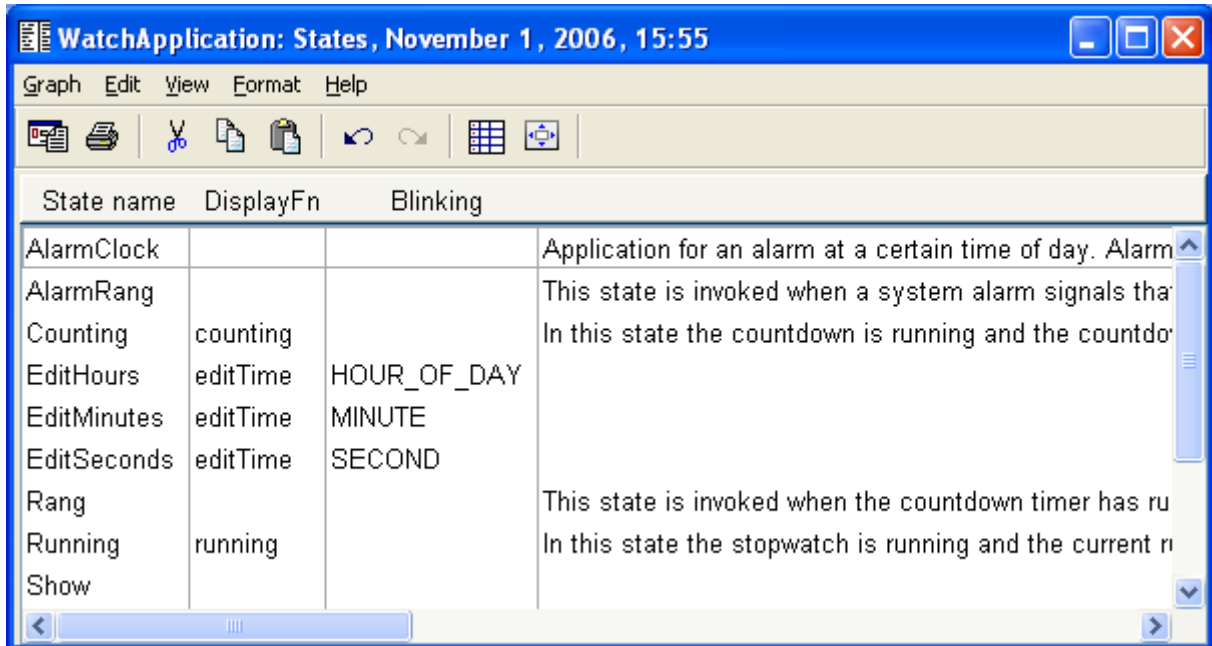 WatchApplication: States, November 1, 2006, 15:55
Graph Edit View Format Help
State name DisplayFn Blinking
AlarmClock Application for an alarm at a certain time of day. Alarm
AlarmRang This state is invoked when a system alarm signals tha
Counting counting In this state the countdown is running and the countdo
EditHours editTime HOUR_OF_DAY
EditMinutes editTime MINUTE
EditSeconds editTime SECOND
Rang This state is invoked when the countdown timer has ru
Running running In this state the stopwatch is running and the current
Show